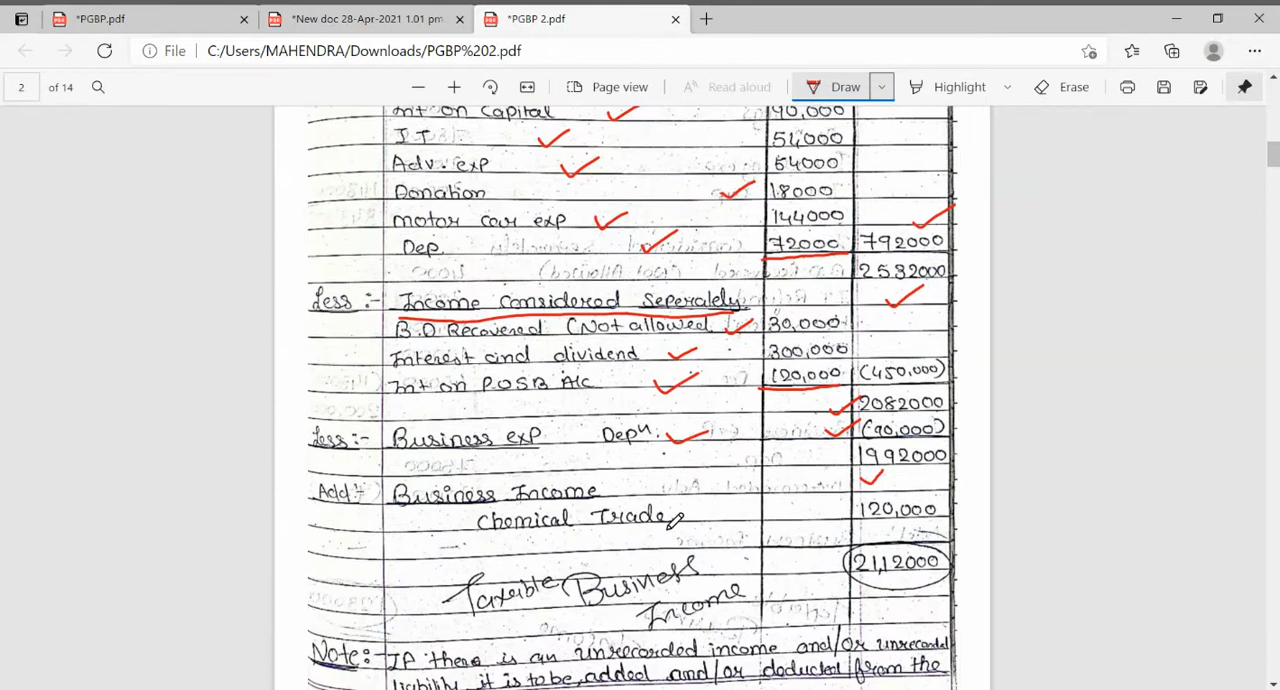 *PGBP.pdf
*New doc 28-Apr-2021 1.01 pm.
*PGBP 2.pdf
File C:/Users/MAHENDRA/Downloads/PGBP%202.pdf
2 of 14 Page view Read aloud Draw Highlight Erase
Int on Capital 90,000
I.T. 54,000
Adv. exp 54000
Donation 18000
motor car exp 144000
Dep. 72000 792000
2532000
Less :- Income Considered Seperalely.
B.D. Recovered (Not allowed 30,000
Interest and dividend 300,000
Int on P.O.S.B A/c 120,000 (450,000)
2082000
Less :- Business exp Depn. (90,000)
1992000
Add :- Business Income
Chemical Trade 120,000
21,12000
Taxeible Business
Income
Note:- If there is an unrecorded income and/or unrecorded
liability it is to be added and/or deducted from the